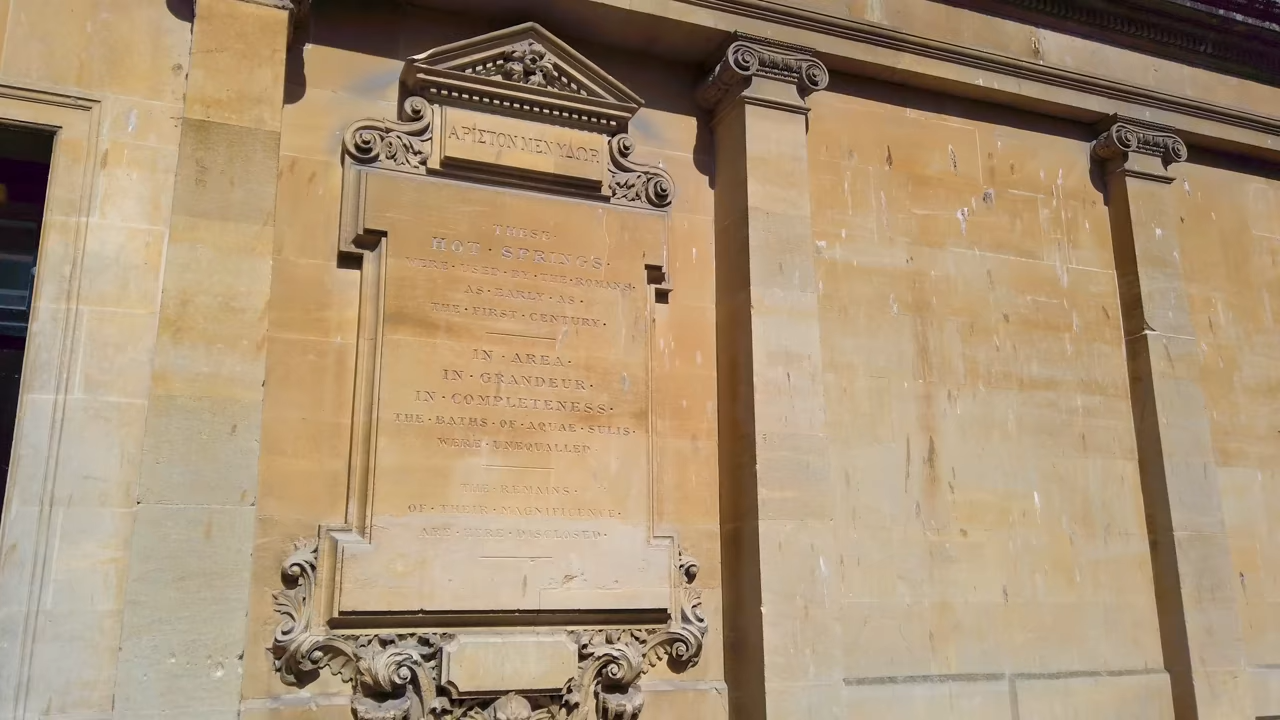 ΑΡΙΣΤΟΝ ΜΕΝ ΥΔΩΡ
THESE·
HOT · SPRINGS·
WERE·USED·BY·THE·ROMANS·
AS·EARLY·AS·
THE·FIRST·CENTURY·
IN·AREA·
IN·GRANDEUR·
IN·COMPLETENESS·
THE·BATHS·OF·AQUAE·SULIS·
WERE·UNEQUALLED·
THE·REMAINS·
OF·THEIR·MAGNIFICENCE·
ARE·HERE·DISCLOSED·